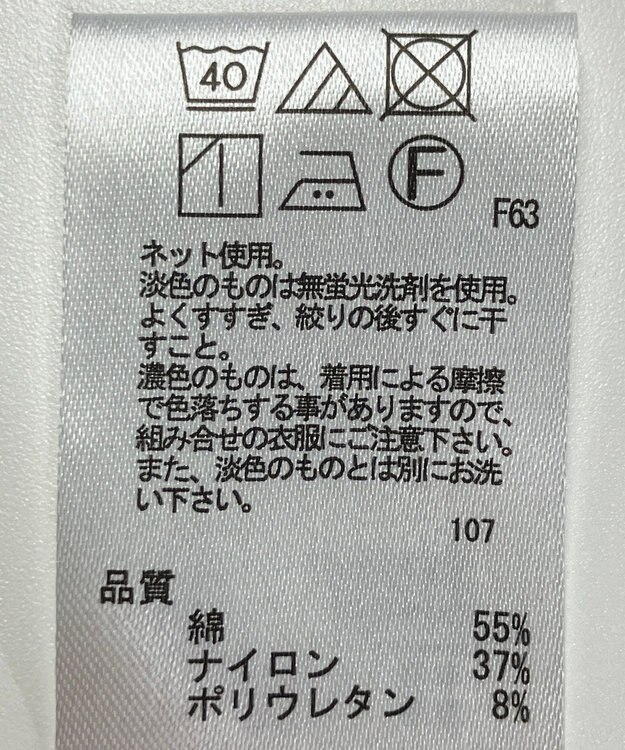 40
F
F63
ネット使用。
淡色のものは無蛍光洗剤を使用。
よくすすぎ、絞りの後すぐに干
すこと。
濃色のものは、着用による摩擦
で色落ちする事がありますので、
組み合せの衣服にご注意下さい。
また、淡色のものとは別にお洗
い下さい。
107
品質
綿 55%
ナイロン 37%
ポリウレタン 8%